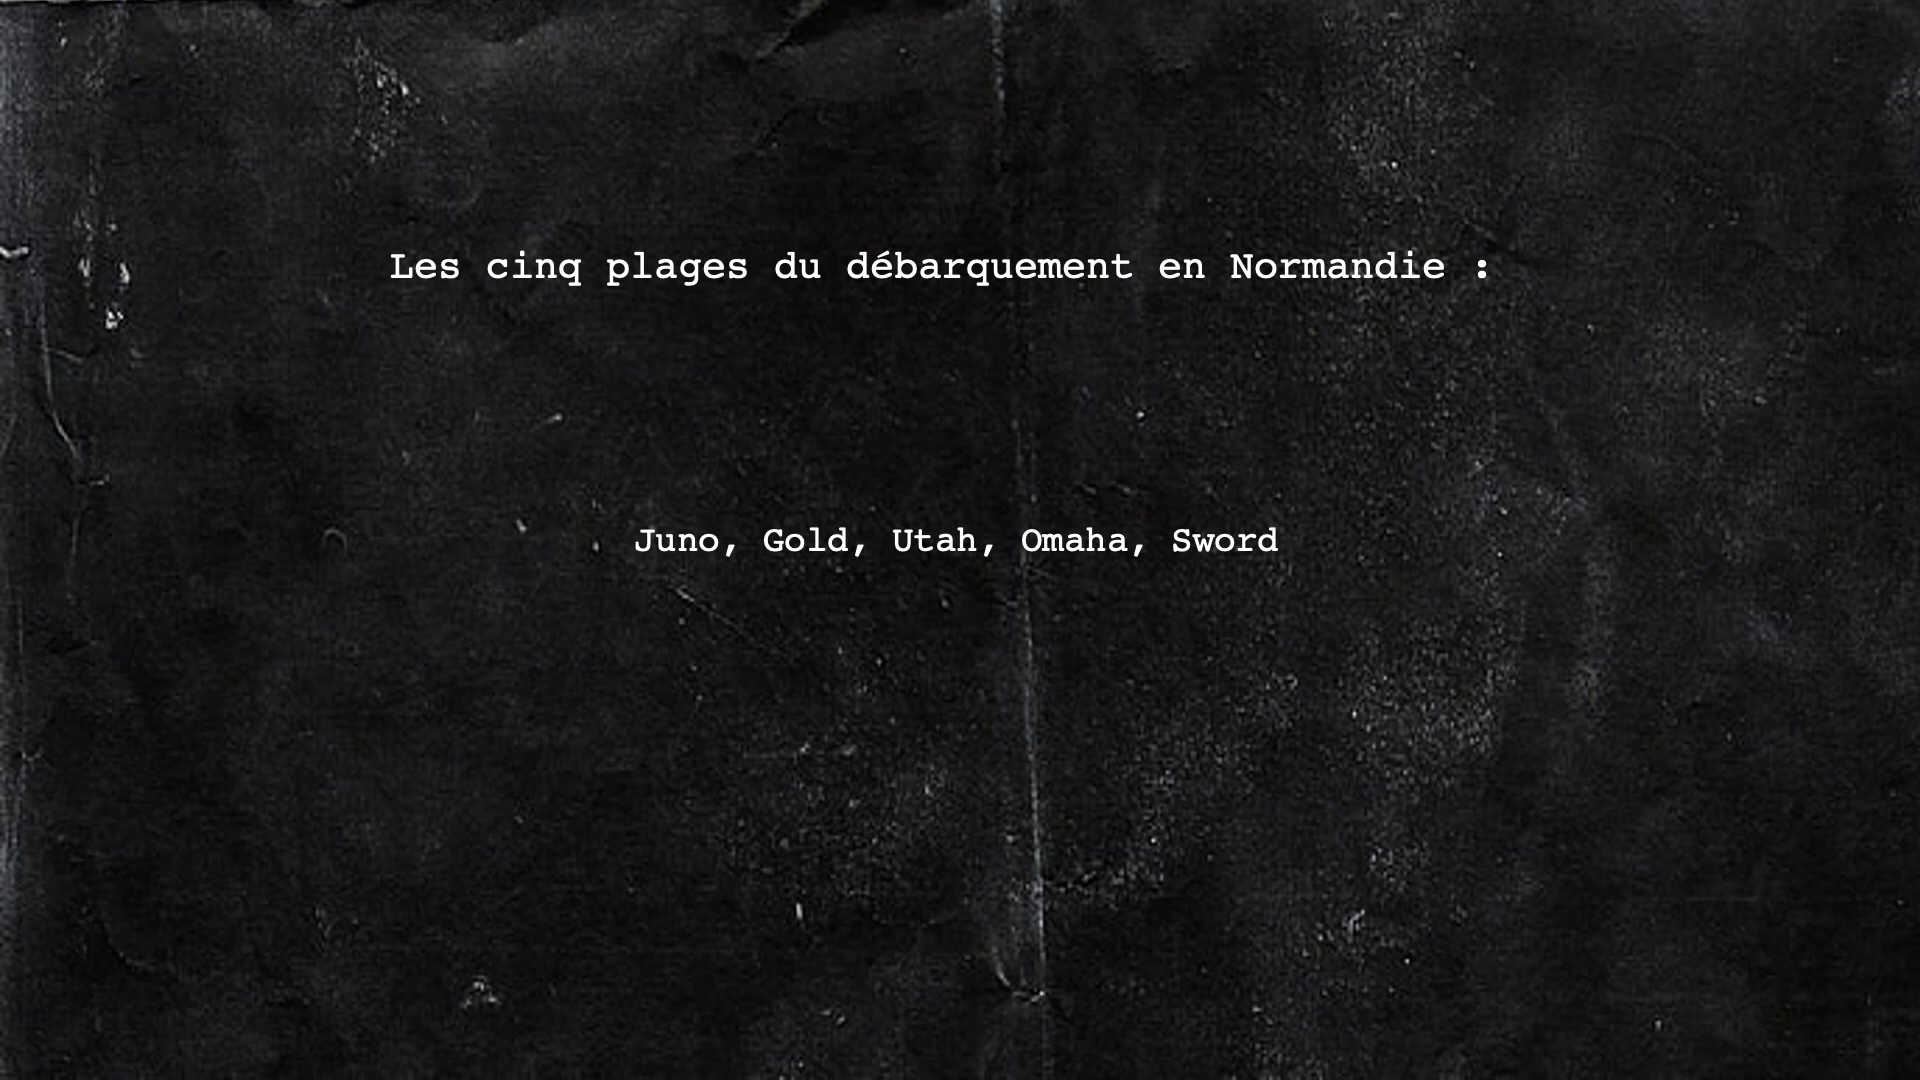 Les cinq plages du débarquement en Normandie :
Juno, Gold, Utah, Omaha, Sword